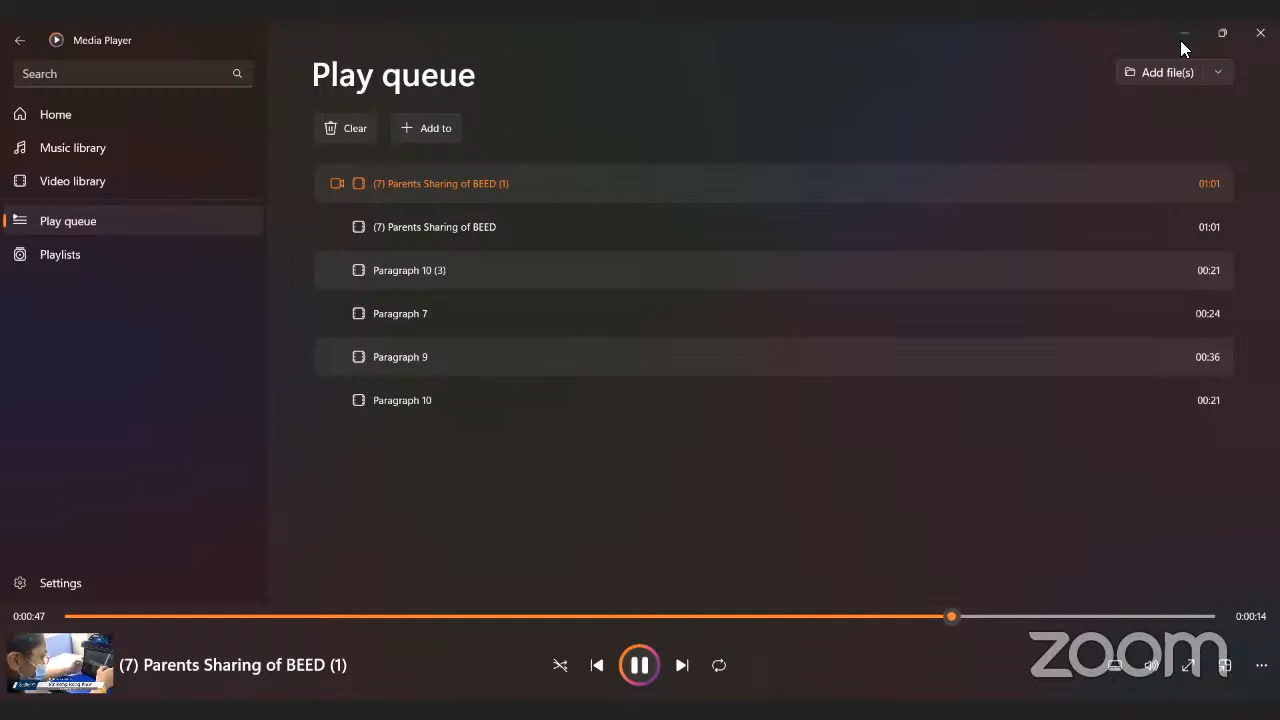 Media Player
Search
Home
Music library
Video library
Play queue
Playlists
Settings
Play queue
Add file(s)
Clear
Add to
(7) Parents Sharing of BEED (1) 01:01
(7) Parents Sharing of BEED 01:01
Paragraph 10 (3) 00:21
Paragraph 7 00:24
Paragraph 9 00:36
Paragraph 10 00:21
0:00:47 0:00:14
(7) Parents Sharing of BEED (1)
zoom